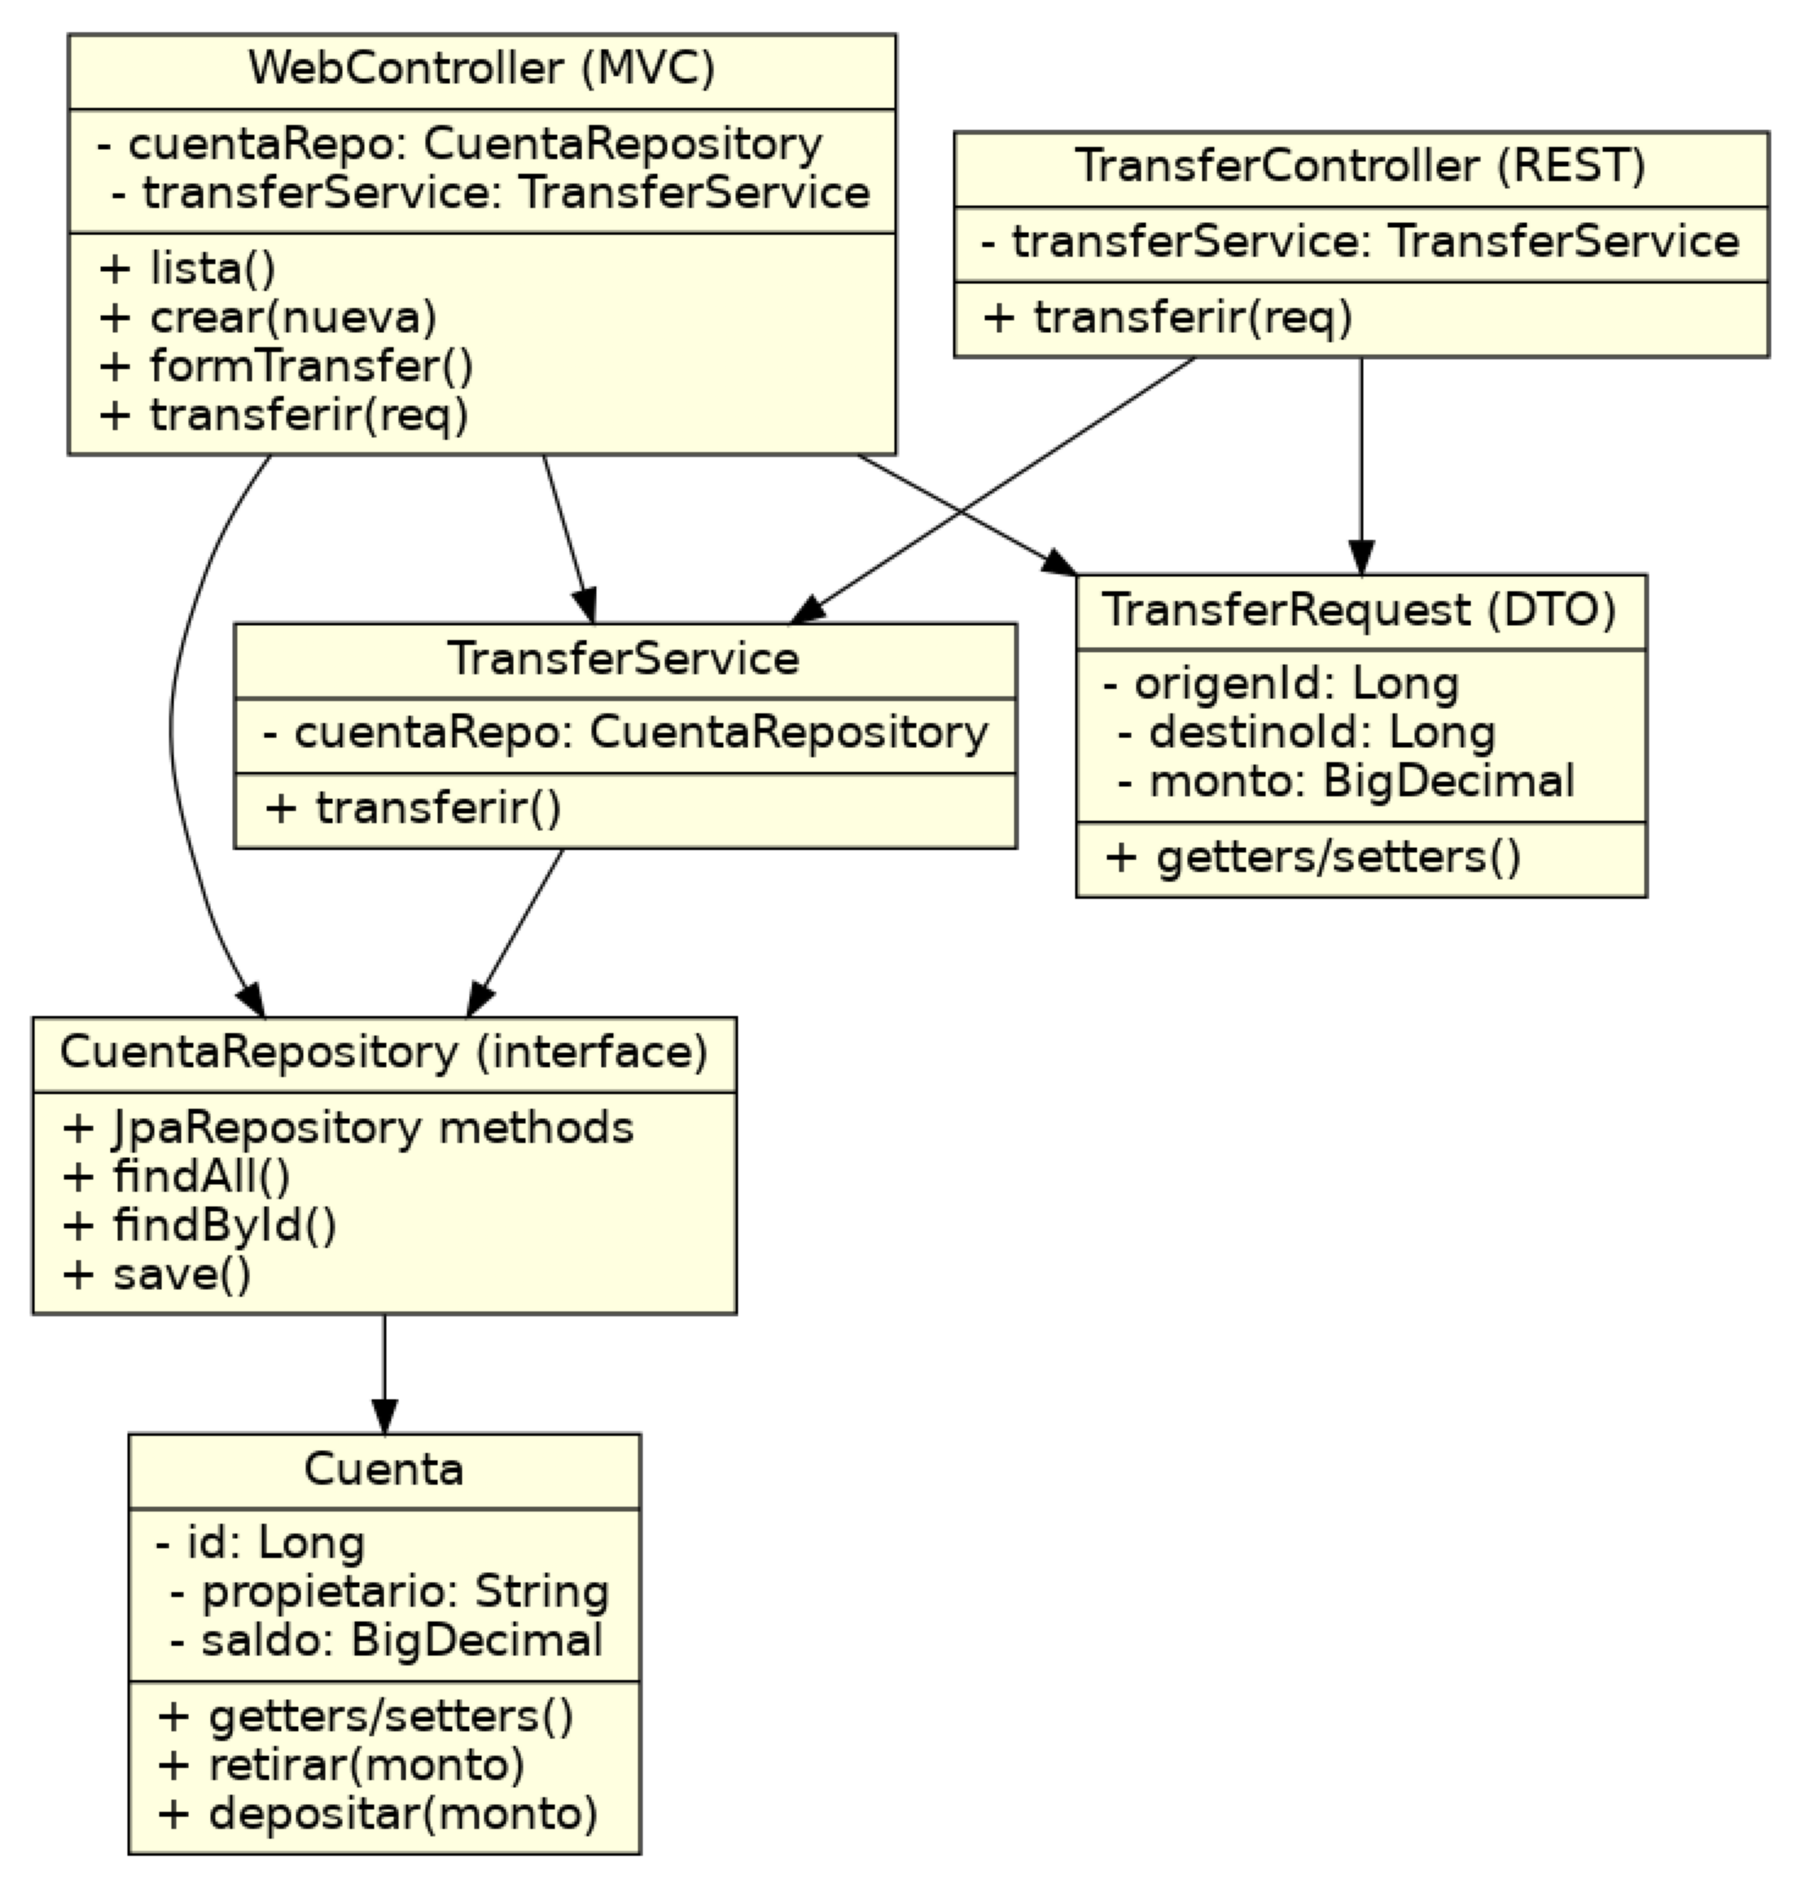 WebController (MVC)
- cuentaRepo: CuentaRepository
- transferService: TransferService
+ lista()
+ crear(nueva)
+ formTransfer()
+ transferir(req)
TransferController (REST)
- transferService: TransferService
+ transferir(req)
TransferService
- cuentaRepo: CuentaRepository
+ transferir()
TransferRequest (DTO)
- origenId: Long
- destinoId: Long
- monto: BigDecimal
+ getters/setters()
CuentaRepository (interface)
+ JpaRepository methods
+ findAll()
+ findById()
+ save()
Cuenta
- id: Long
- propietario: String
- saldo: BigDecimal
+ getters/setters()
+ retirar(monto)
+ depositar(monto)